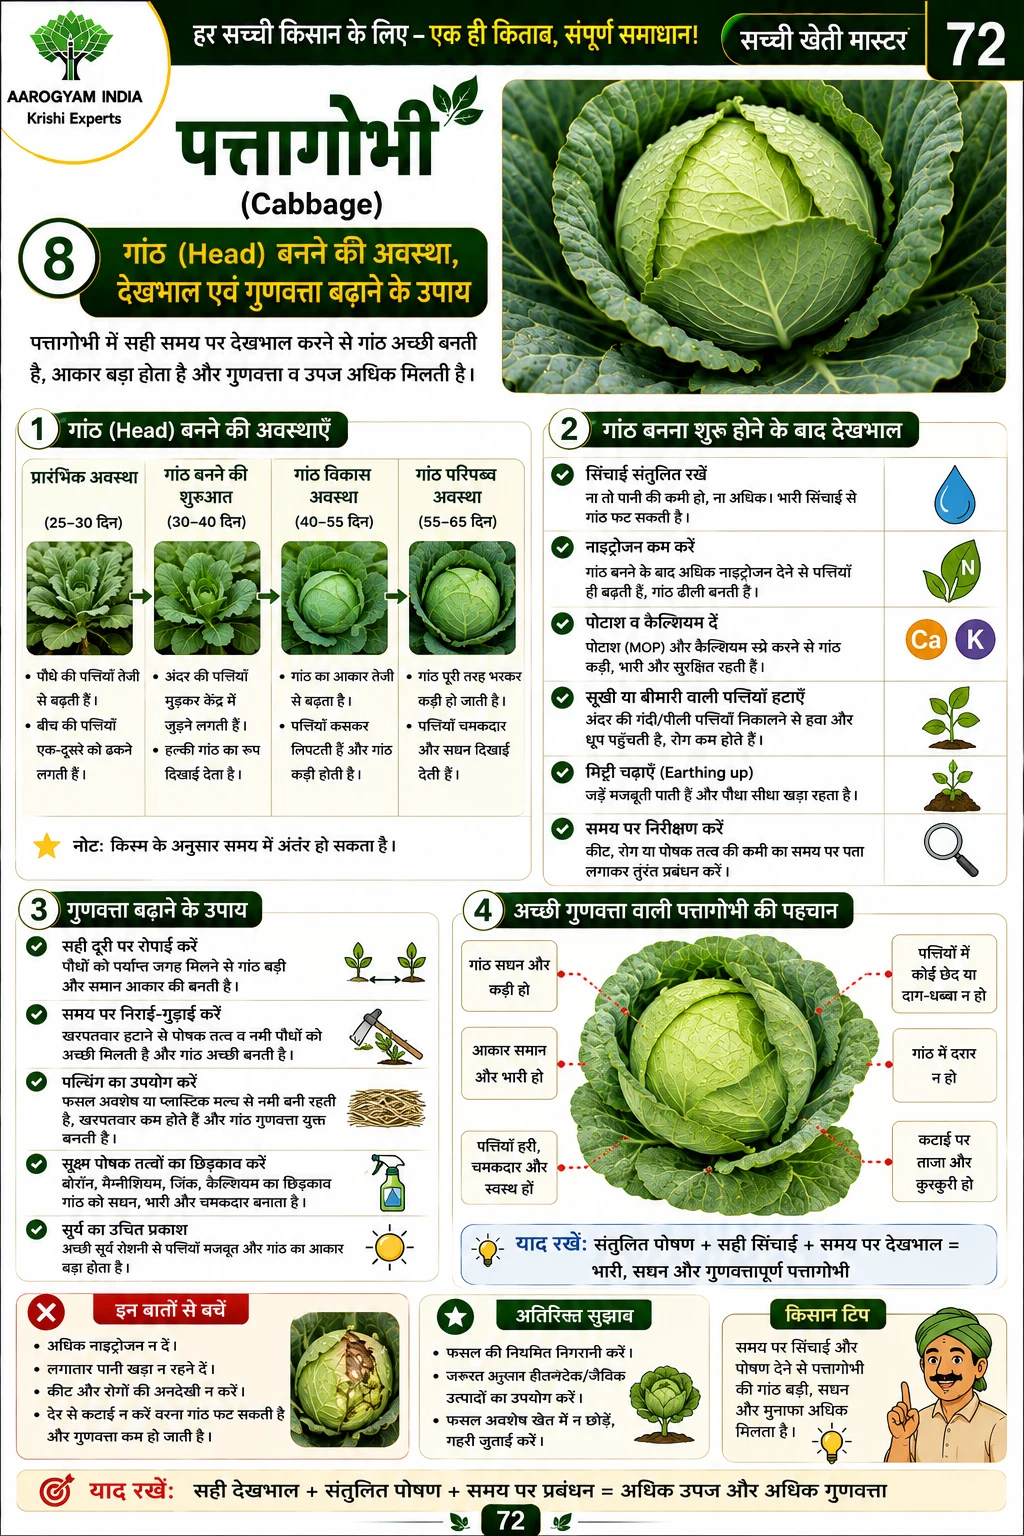 AAROGYAM INDIA
Krishi Experts
हर सच्ची किसान के लिए – एक ही किताब, संपूर्ण समाधान!
सच्ची खेती मास्टर
72
पत्तागोभी
(Cabbage)
8
गांठ (Head) बनने की अवस्था,
देखभाल एवं गुणवत्ता बढ़ाने के उपाय
पत्तागोभी में सही समय पर देखभाल करने से गांठ अच्छी बनती
है, आकार बड़ा होता है और गुणवत्ता व उपज अधिक मिलती है।
1 गांठ (Head) बनने की अवस्थाएँ
प्रारंभिक अवस्था
(25–30 दिन)
• पौधे की पत्तियाँ तेजी
से बढ़ती हैं।
• बीच की पत्तियाँ
एक-दूसरे को ढकने
लगती हैं।
गांठ बनने की
शुरुआत
(30–40 दिन)
• अंदर की पत्तियाँ
मुड़कर केंद्र में
जुड़ने लगती हैं।
• हल्की गांठ का रूप
दिखाई देता है।
गांठ विकास
अवस्था
(40–55 दिन)
• गांठ का आकार तेजी
से बढ़ता है।
• पत्तियाँ कसकर
लिपटती हैं और गांठ
कड़ी होती है।
गांठ परिपब्व
अवस्था
(55–65 दिन)
• गांठ पूरी तरह भरकर
कड़ी हो जाती है।
• पत्तियाँ चमकदार
और सघन दिखाई
देती हैं।
नोट: किस्म के अनुसार समय में अंतंर हो सकता है।
2 गांठ बनना शुरू होने के बाद देखभाल
सिंचाई संतुलित रखें
ना तो पानी की कमी हो, ना अधिक। भारी सिंचाई से
गांठ फट सकती है।
नाइट्रोजन कम करें
गांठ बनने के बाद अधिक नाइट्रोजन देने से पत्तियाँ
ही बढ़ती हैं, गांठ ढीली बनती है।
N
पोटाश व कैल्शियम दें
पोटाश (MOP) और कैल्शियम स्प्रे करने से गांठ
कड़ी, भारी और सुरक्षित रहती हैं।
Ca K
सूखी या बीमारी वाली पत्तियाँ हटाएँ
अंदर की गंदी/पीली पत्तियाँ निकालने से हवा और
धूप पहुँचती है, रोग कम होते हैं।
मिट्टी चढ़ाएँ (Earthing up)
जड़ें मजबूती पाती हैं और पौधा सीधा खड़ा रहता है।
समय पर निरीक्षण करें
कीट, रोग या पोषक तत्व की कमी का समय पर पता
लगाकर तुंरंत प्रबंधन करें।
3 गुणवत्ता बढ़ाने के उपाय
सही दूरी पर रोपाई करें
पौधों को पर्याप्त जगह मिलने से गांठ बड़ी
और समान आकार की बनती है।
समय पर निराई-गुड़ाई करें
खरपतवार हटाने से पोषक तत्व व नमी पौधों को
अच्छी मिलती है और गांठ अच्छी बनती है।
पल्धिंग का उपयोग करें
फसल अवशेष या प्लास्टिक मल्च से नमी बनी रहती
है, खरपतवार कम होते हैं और गांठ गुणवत्ता युक्त
बनती है।
सूक्ष्म पोषक तत्वों का छिड़काव करें
बोरॉन, मैग्नीशियम, जिंक, कैल्शियम का छिड़काव
गांठ को सघन, भारी और चमकदार बनाता है।
सूर्य का उचित प्रकाश
अच्छी सूर्य रोशनी से पत्तियाँ मजबूत और गांठ का आकार
बड़ा होता है।
4 अच्छी गुणवत्ता वाली पत्तागोभी की पहचान
गांठ सघन और
कड़ी हो
आकार समान
और भारी हो
पत्तियाँ हरी,
चमकदार और
स्वस्थ हों
पत्तियों में
कोई छेद या
दाग-धब्बा न हो
गांठ में दरार
न हो
कटाई पर
ताजा और
कुरकुरी हो
याद रखें: संतुलित पोषण + सही सिंचाई + समय पर देखभाल =
भारी, सघन और गुणवत्तापूर्ण पत्तागोभी
इन बातों से बचें
• अधिक नाइट्रोजन न दें।
• लगातार पानी खड़ा न रहने दें।
• कीट और रोगों की अनदेखी न करें।
• देर से कटाई न करें वरना गांठ फट सकती है
और गुणवत्ता कम हो जाती है।
अतिरिक्त सुझाब
• फसल की नियमित निगरानी करें।
• जरूरत
उत्पादों का उपयोग करें।
• फसल अवशेष खेत में न छोड़ें,
गहरी जुताई करें।
किसान टिप
समय पर सिंचाई और
पोषण देने से पत्तागोभी
की गांठ बड़ी, सघन
और मुनाफा अधिक
मिलता है।
याद रखें: सही देखभाल + संतुलित पोषण + समय पर प्रबंधन = अधिक उपज और अधिक गुणवत्ता
72